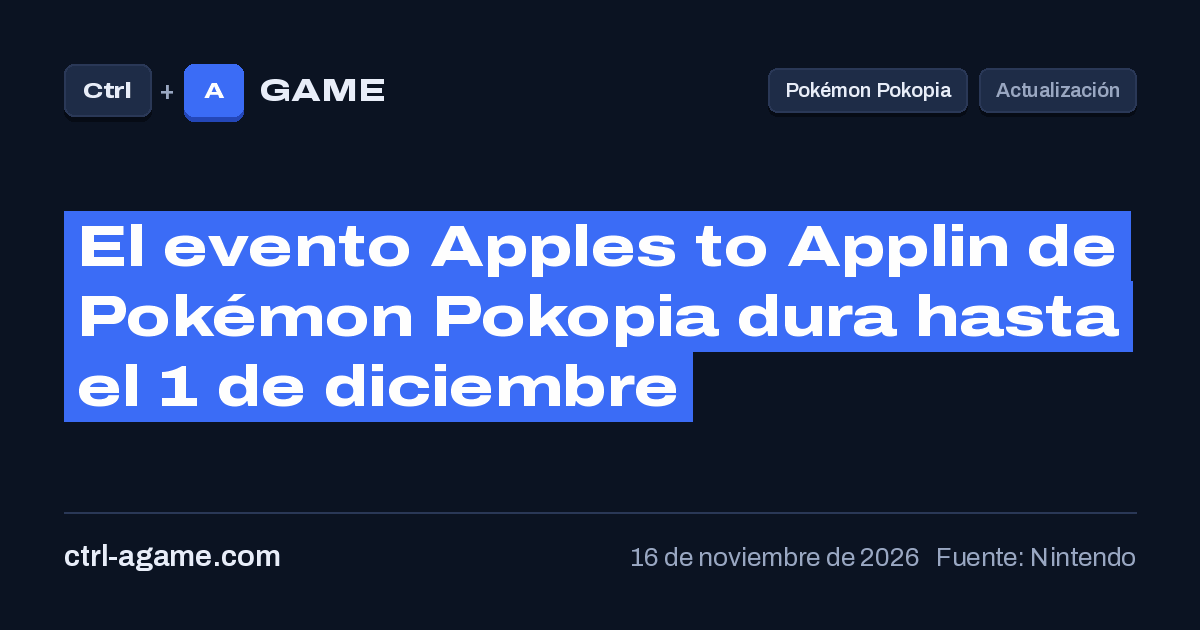 Ctrl + A GAME
Pokémon Pokopia
Actualización
El evento Apples to Applin de
Pokémon Pokopia dura hasta
el 1 de diciembre
ctrl-agame.com
16 de noviembre de 2026 Fuente: Nintendo